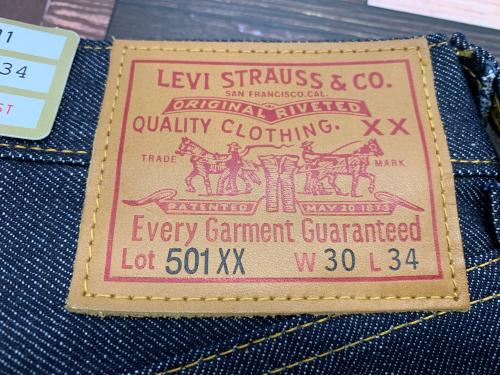 LEVI STRAUSS & CO.
SAN FRANCISCO.CAL.
ORIGINAL RIVETED
QUALITY CLOTHING. XX
TRADE MARK
PATENTED MAY 20 1873
Every Garment Guaranteed
Lot 501XX W 30 L 34
34